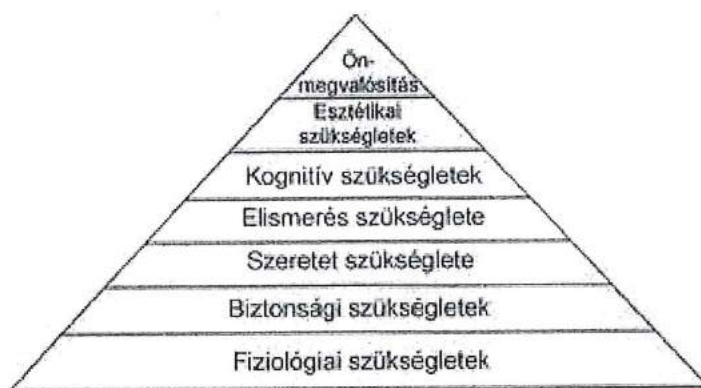 Ön-
megvalósítás
Esztétikai
szükségletek
Kognitív szükségletek
Elismerés szükséglete
Szeretet szükséglete
Biztonsági szükségletek
Fiziológiai szükségletek